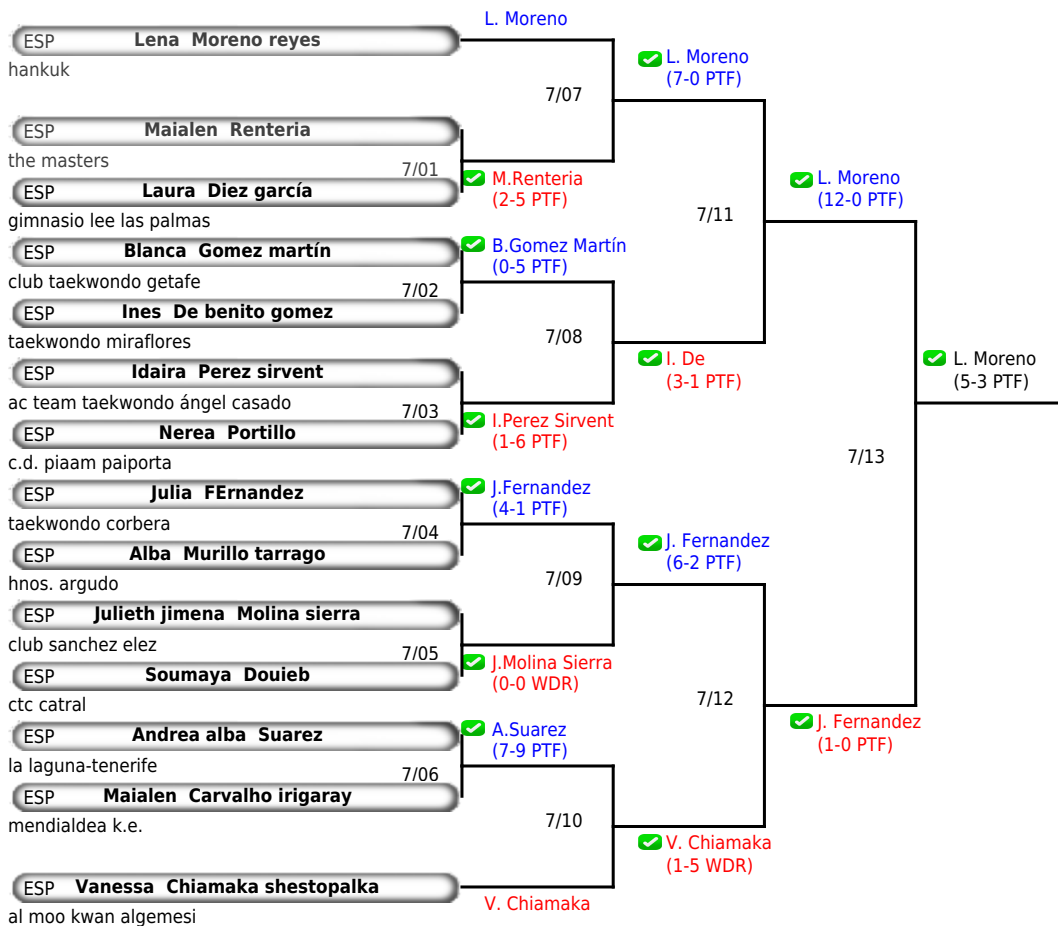 L. Moreno
ESP Lena Moreno reyes
hankuk
L. Moreno
(7-0 PTF)
7/07
ESP Maialen Renteria
the masters
7/01
M.Renteria
(2-5 PTF)
ESP Laura Diez garcía
gimnasio lee las palmas
L. Moreno
(12-0 PTF)
7/11
ESP Blanca Gomez martín
club taekwondo getafe
B.Gomez Martín
(0-5 PTF)
7/02
ESP Ines De benito gomez
taekwondo miraflores
7/08
I. De
(3-1 PTF)
ESP Idaira Perez sirvent
ac team taekwondo ángel casado
7/03
I.Perez Sirvent
(1-6 PTF)
ESP Nerea Portillo
c.d. piaam paiporta
L. Moreno
(5-3 PTF)
7/13
ESP Julia FErnandez
taekwondo corbera
J.Fernandez
(4-1 PTF)
7/04
ESP Alba Murillo tarrago
hnos. argudo
J. Fernandez
(6-2 PTF)
7/09
ESP Julieth jimena Molina sierra
club sanchez elez
7/05
J.Molina Sierra
(0-0 WDR)
ESP Soumaya Douieb
ctc catral
7/12
J. Fernandez
(1-0 PTF)
ESP Andrea alba Suarez
la laguna-tenerife
A.Suarez
(7-9 PTF)
7/06
ESP Maialen Carvalho irigaray
mendialdea k.e.
7/10
V. Chiamaka
(1-5 WDR)
ESP Vanessa Chiamaka shestopalka
al moo kwan algemesi
V. Chiamaka